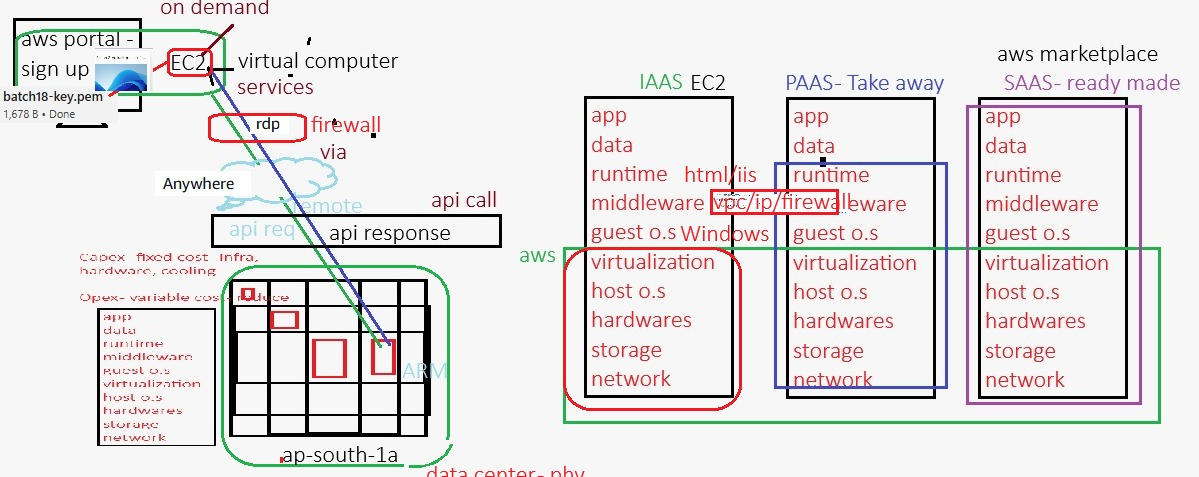 on demand
aws portal -
sign up
EC2
virtual computer
services
batch18-key.pem
1,678 B • Done
rdp
firewall
via
Anywhere
remote
api call
api req
api response
Capex- fixed cost- Infra,
hardware, cooling
Opex- variable cost- reduce
app
data
runtime
middleware
guest o.s
virtualization
host o.s
hardwares
storage
network
ARM
ap-south-1a
data center- phy
aws
IAAS EC2
app
data
runtime html/iis
middleware vpc/ip/firewall
guest o.s Windows
virtualization
host o.s
hardwares
storage
network
PAAS- Take away
app
data
runtime
eware
guest o.s
virtualization
host o.s
hardwares
storage
network
aws marketplace
SAAS- ready made
app
data
runtime
middleware
guest o.s
virtualization
host o.s
hardwares
storage
network